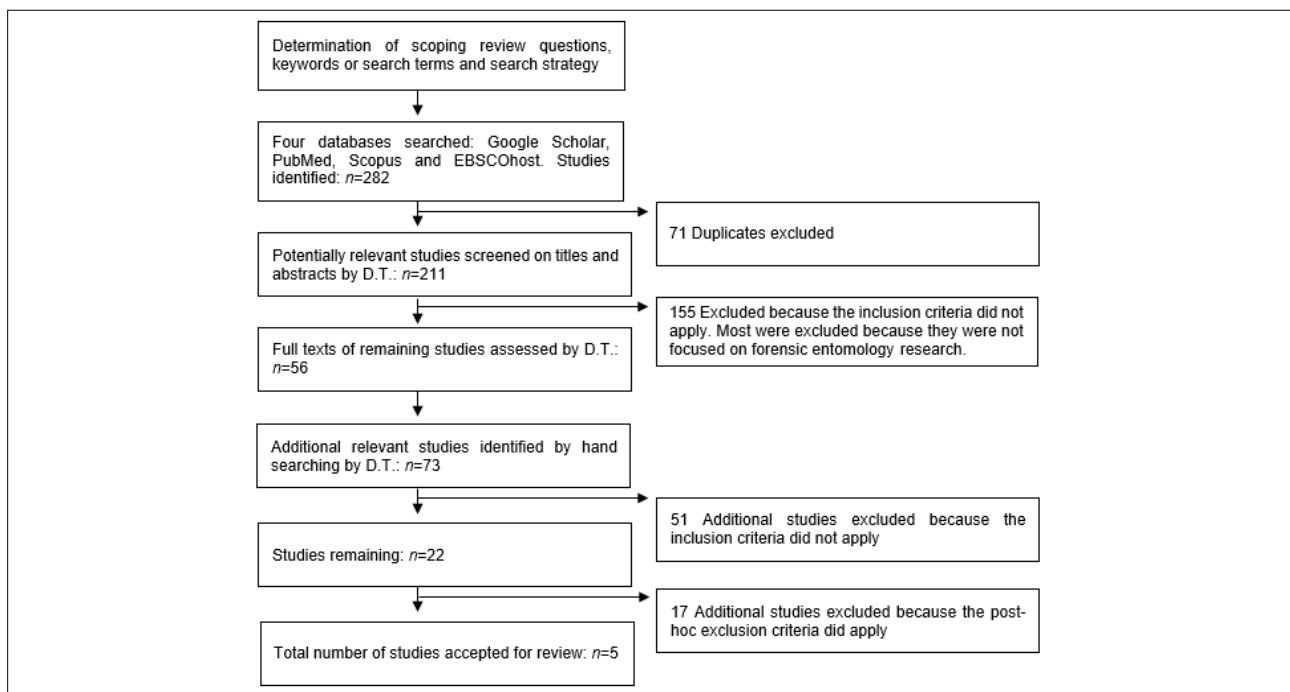 Determination of scoping review questions,
keywords or search terms and search strategy
Four databases searched: Google Scholar,
PubMed, Scopus and EBSCOhost. Studies
identified: n=282
71 Duplicates excluded
Potentially relevant studies screened on titles and
abstracts by D.T.: n=211
155 Excluded because the inclusion criteria did not
apply. Most were excluded because they were not
focused on forensic entomology research.
Full texts of remaining studies assessed by D.T.:
n=56
Additional relevant studies identified by hand
searching by D.T.: n=73
51 Additional studies excluded because the
inclusion criteria did not apply
Studies remaining: n=22
17 Additional studies excluded because the post-
hoc exclusion criteria did apply
Total number of studies accepted for review: n=5